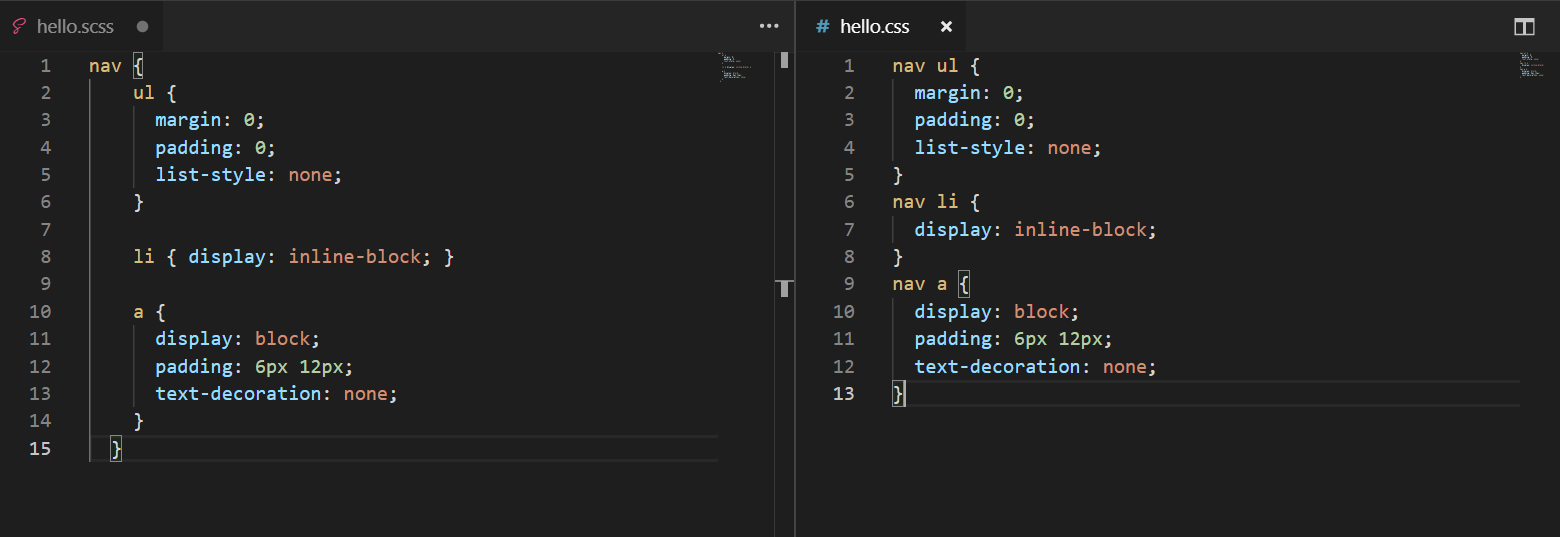 hello.scss
1 nav {
2 ul {
3 margin: 0;
4 padding: 0;
5 list-style: none;
6 }
7
8 li { display: inline-block; }
9
10 a {
11 display: block;
12 padding: 6px 12px;
13 text-decoration: none;
14 }
15 }
# hello.css
1 nav ul {
2 margin: 0;
3 padding: 0;
4 list-style: none;
5 }
6 nav li {
7 display: inline-block;
8 }
9 nav a {
10 display: block;
11 padding: 6px 12px;
12 text-decoration: none;
13 }